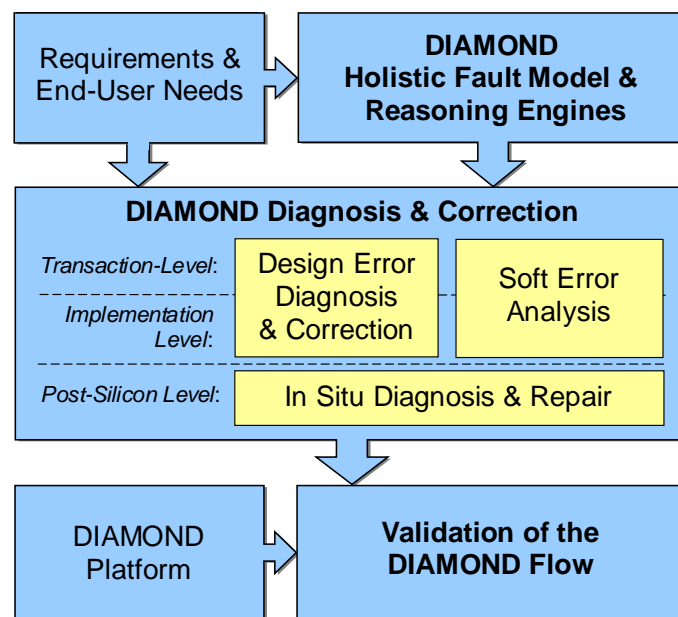 Requirements &
End-User Needs
DIAMOND
Holistic Fault Model &
Reasoning Engines
DIAMOND Diagnosis & Correction
Transaction-Level:
Design Error
Diagnosis
& Correction
Soft Error
Analysis
Implementation
Level:
Post-Silicon Level:
In Situ Diagnosis & Repair
DIAMOND
Platform
Validation of the
DIAMOND Flow